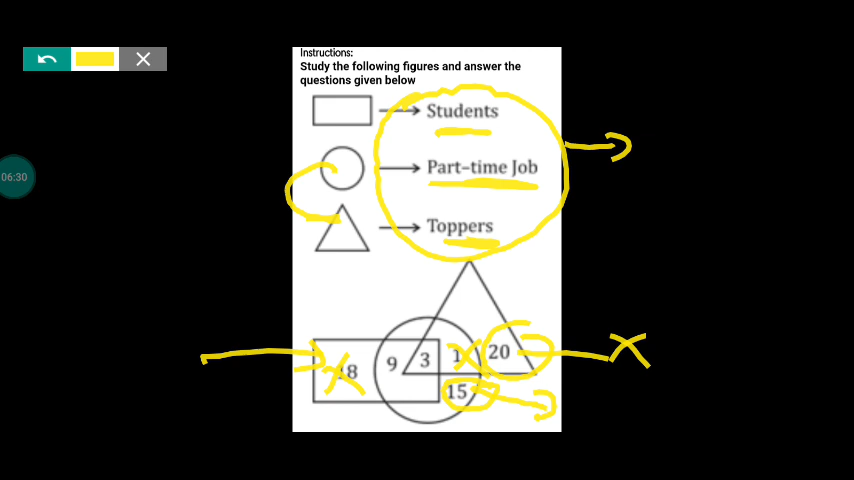 Instructions:
Study the following figures and answer the
questions given below
Students
Part-time Job
Toppers
06:30
9 3 20
15